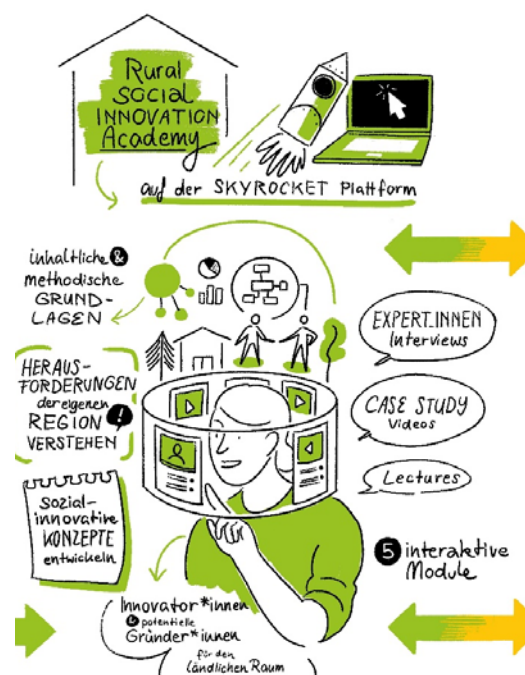 Rural
SOCIAL
INNOVATION
Academy
auf der SKYROCKET Plattform
inhaltliche &
methodische
GRUND-
LAGEN
EXPERT_INNEN
Interviews
HERAUS-
FORDERUNGEN
der eigenen
REGION !
VERSTEHEN
CASE STUDY
Videos
Lectures
Sozial-
innovative
KONZEPTE
entwickeln
5 interaktive
Module
Innovator*innen
& potentielle
Gründer*innen
für den
ländlichen Raum